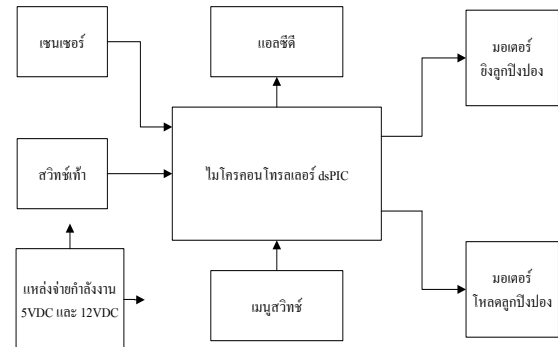 เซนเซอร์
แอลซีดี
มอเตอร์
ยิงลูกปิงปอง
สวิทช์เท้า
ไมโครคอนโทรลเลอร์ dsPIC
แหล่งจ่ายกำลังงาน
5VDC และ 12VDC
เมนูสวิทช์
มอเตอร์
โหลดลูกปิงปอง